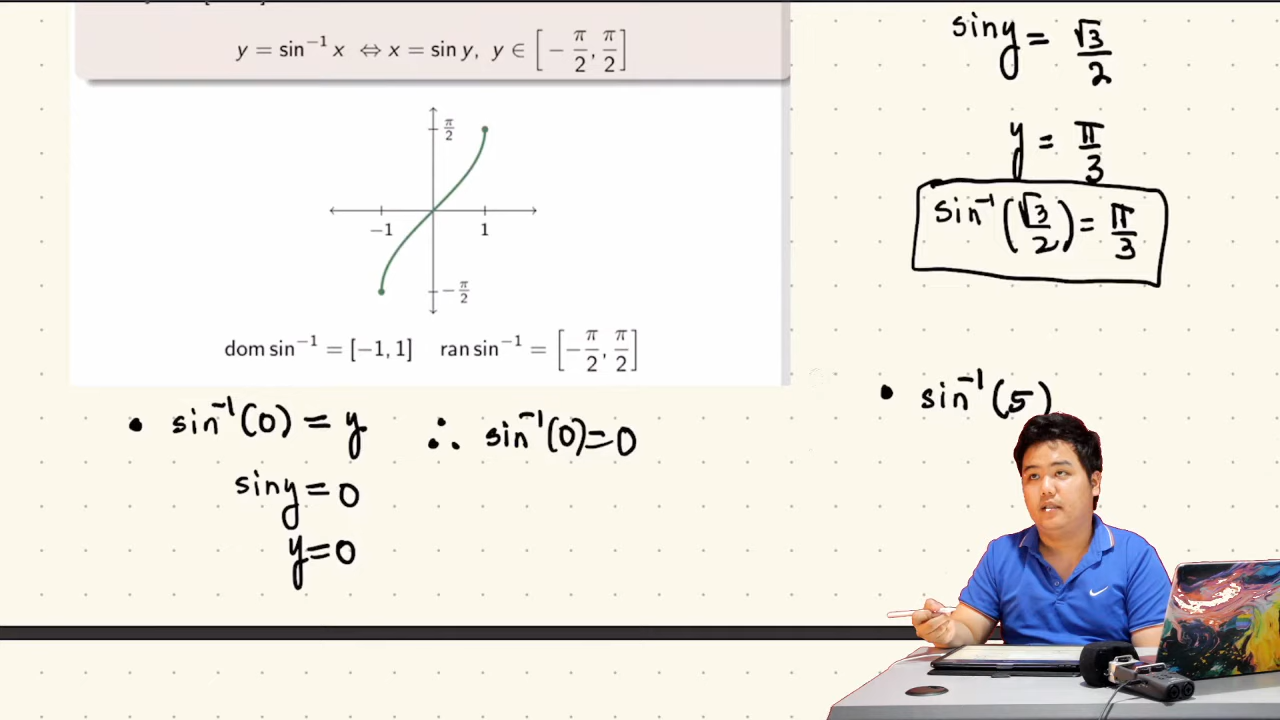 y = sin⁻¹ x ⇔ x = sin y, y ∈ [−π/2, π/2]
π/2
−1
1
−π/2
dom sin⁻¹ = [−1, 1] ran sin⁻¹ = [−π/2, π/2]
• sin⁻¹(0) = y
sin y = 0
y = 0
∴ sin⁻¹(0) = 0
sin y = √3/2
y = π/3
sin⁻¹(√3/2) = π/3
• sin⁻¹(5)